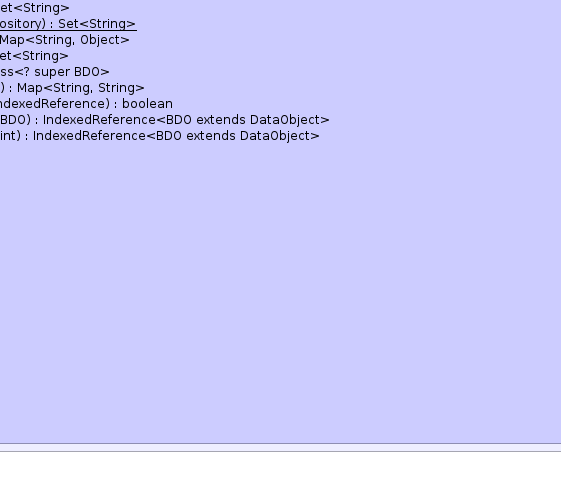 et<String>
ository) : Set<String>
Map<String, Object>
et<String>
ss<? super BDO>
) : Map<String, String>
ndexedReference) : boolean
BDO) : IndexedReference<BDO extends DataObject>
int) : IndexedReference<BDO extends DataObject>